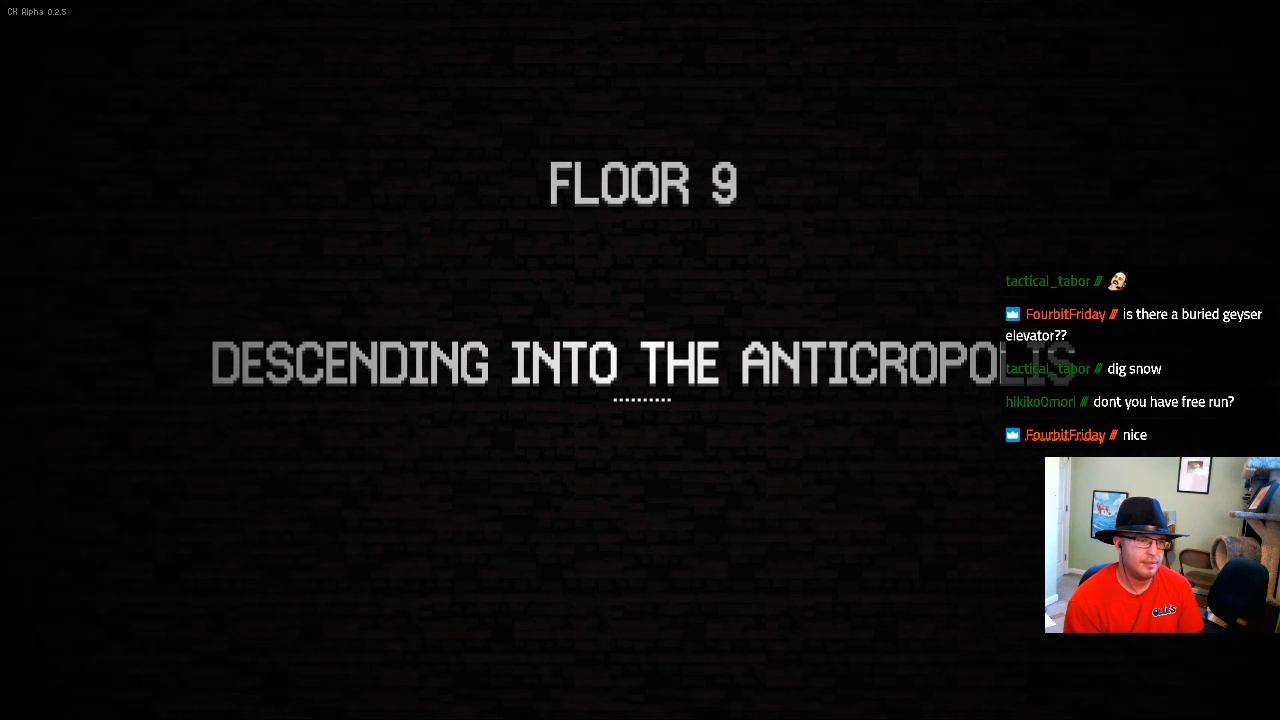 CK Alpha 0.2.5
FLOOR 9
DESCENDING INTO THE ANTICROPOLIS
..........
tactical_tabor //
FourbitFriday // is there a buried geyser
elevator??
tactical_tabor // dig snow
hikiko0mori // dont you have free run?
FourbitFriday // nice